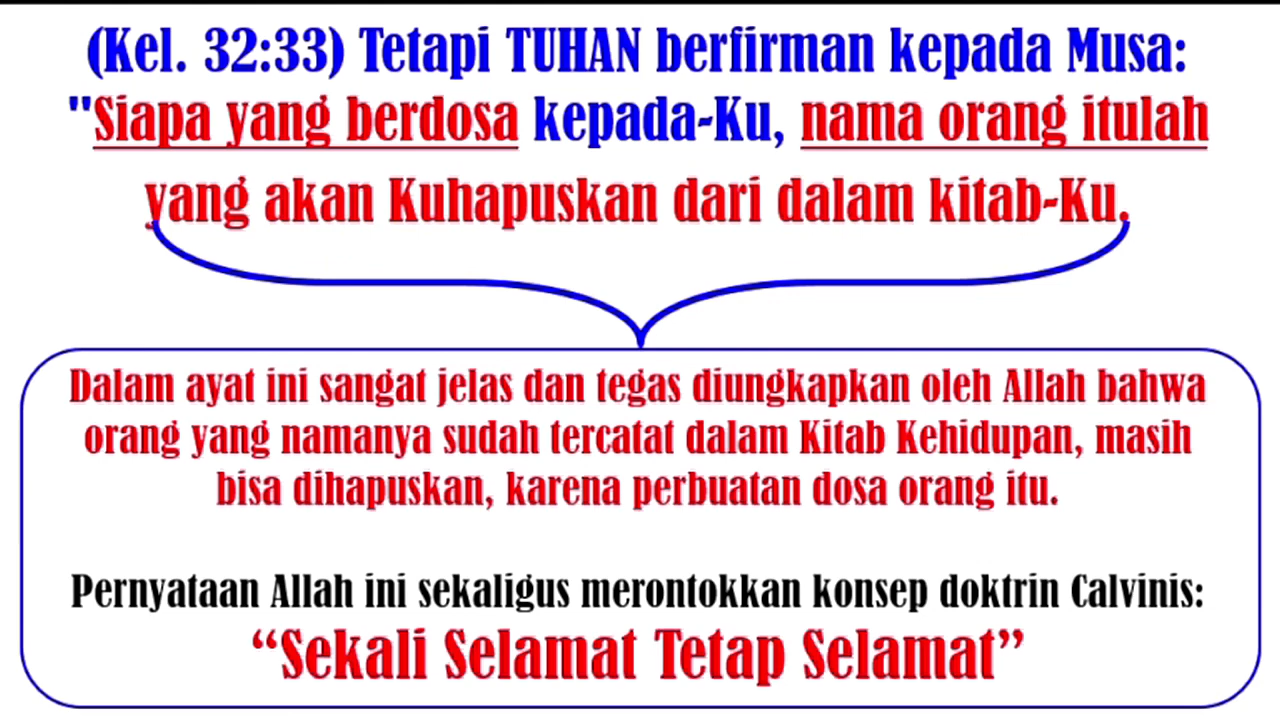 (Kel. 32:33) Tetapi TUHAN berfirman kepada Musa:
"Siapa yang berdosa kepada-Ku, nama orang itulah
yang akan Kuhapuskan dari dalam kitab-Ku.
Dalam ayat ini sangat jelas dan tegas diungkapkan oleh Allah bahwa
orang yang namanya sudah tercatat dalam Kitab Kehidupan, masih
bisa dihapuskan, karena perbuatan dosa orang itu.
Pernyataan Allah ini sekaligus merontokkan konsep doktrin Calvinis:
“Sekali Selamat Tetap Selamat”